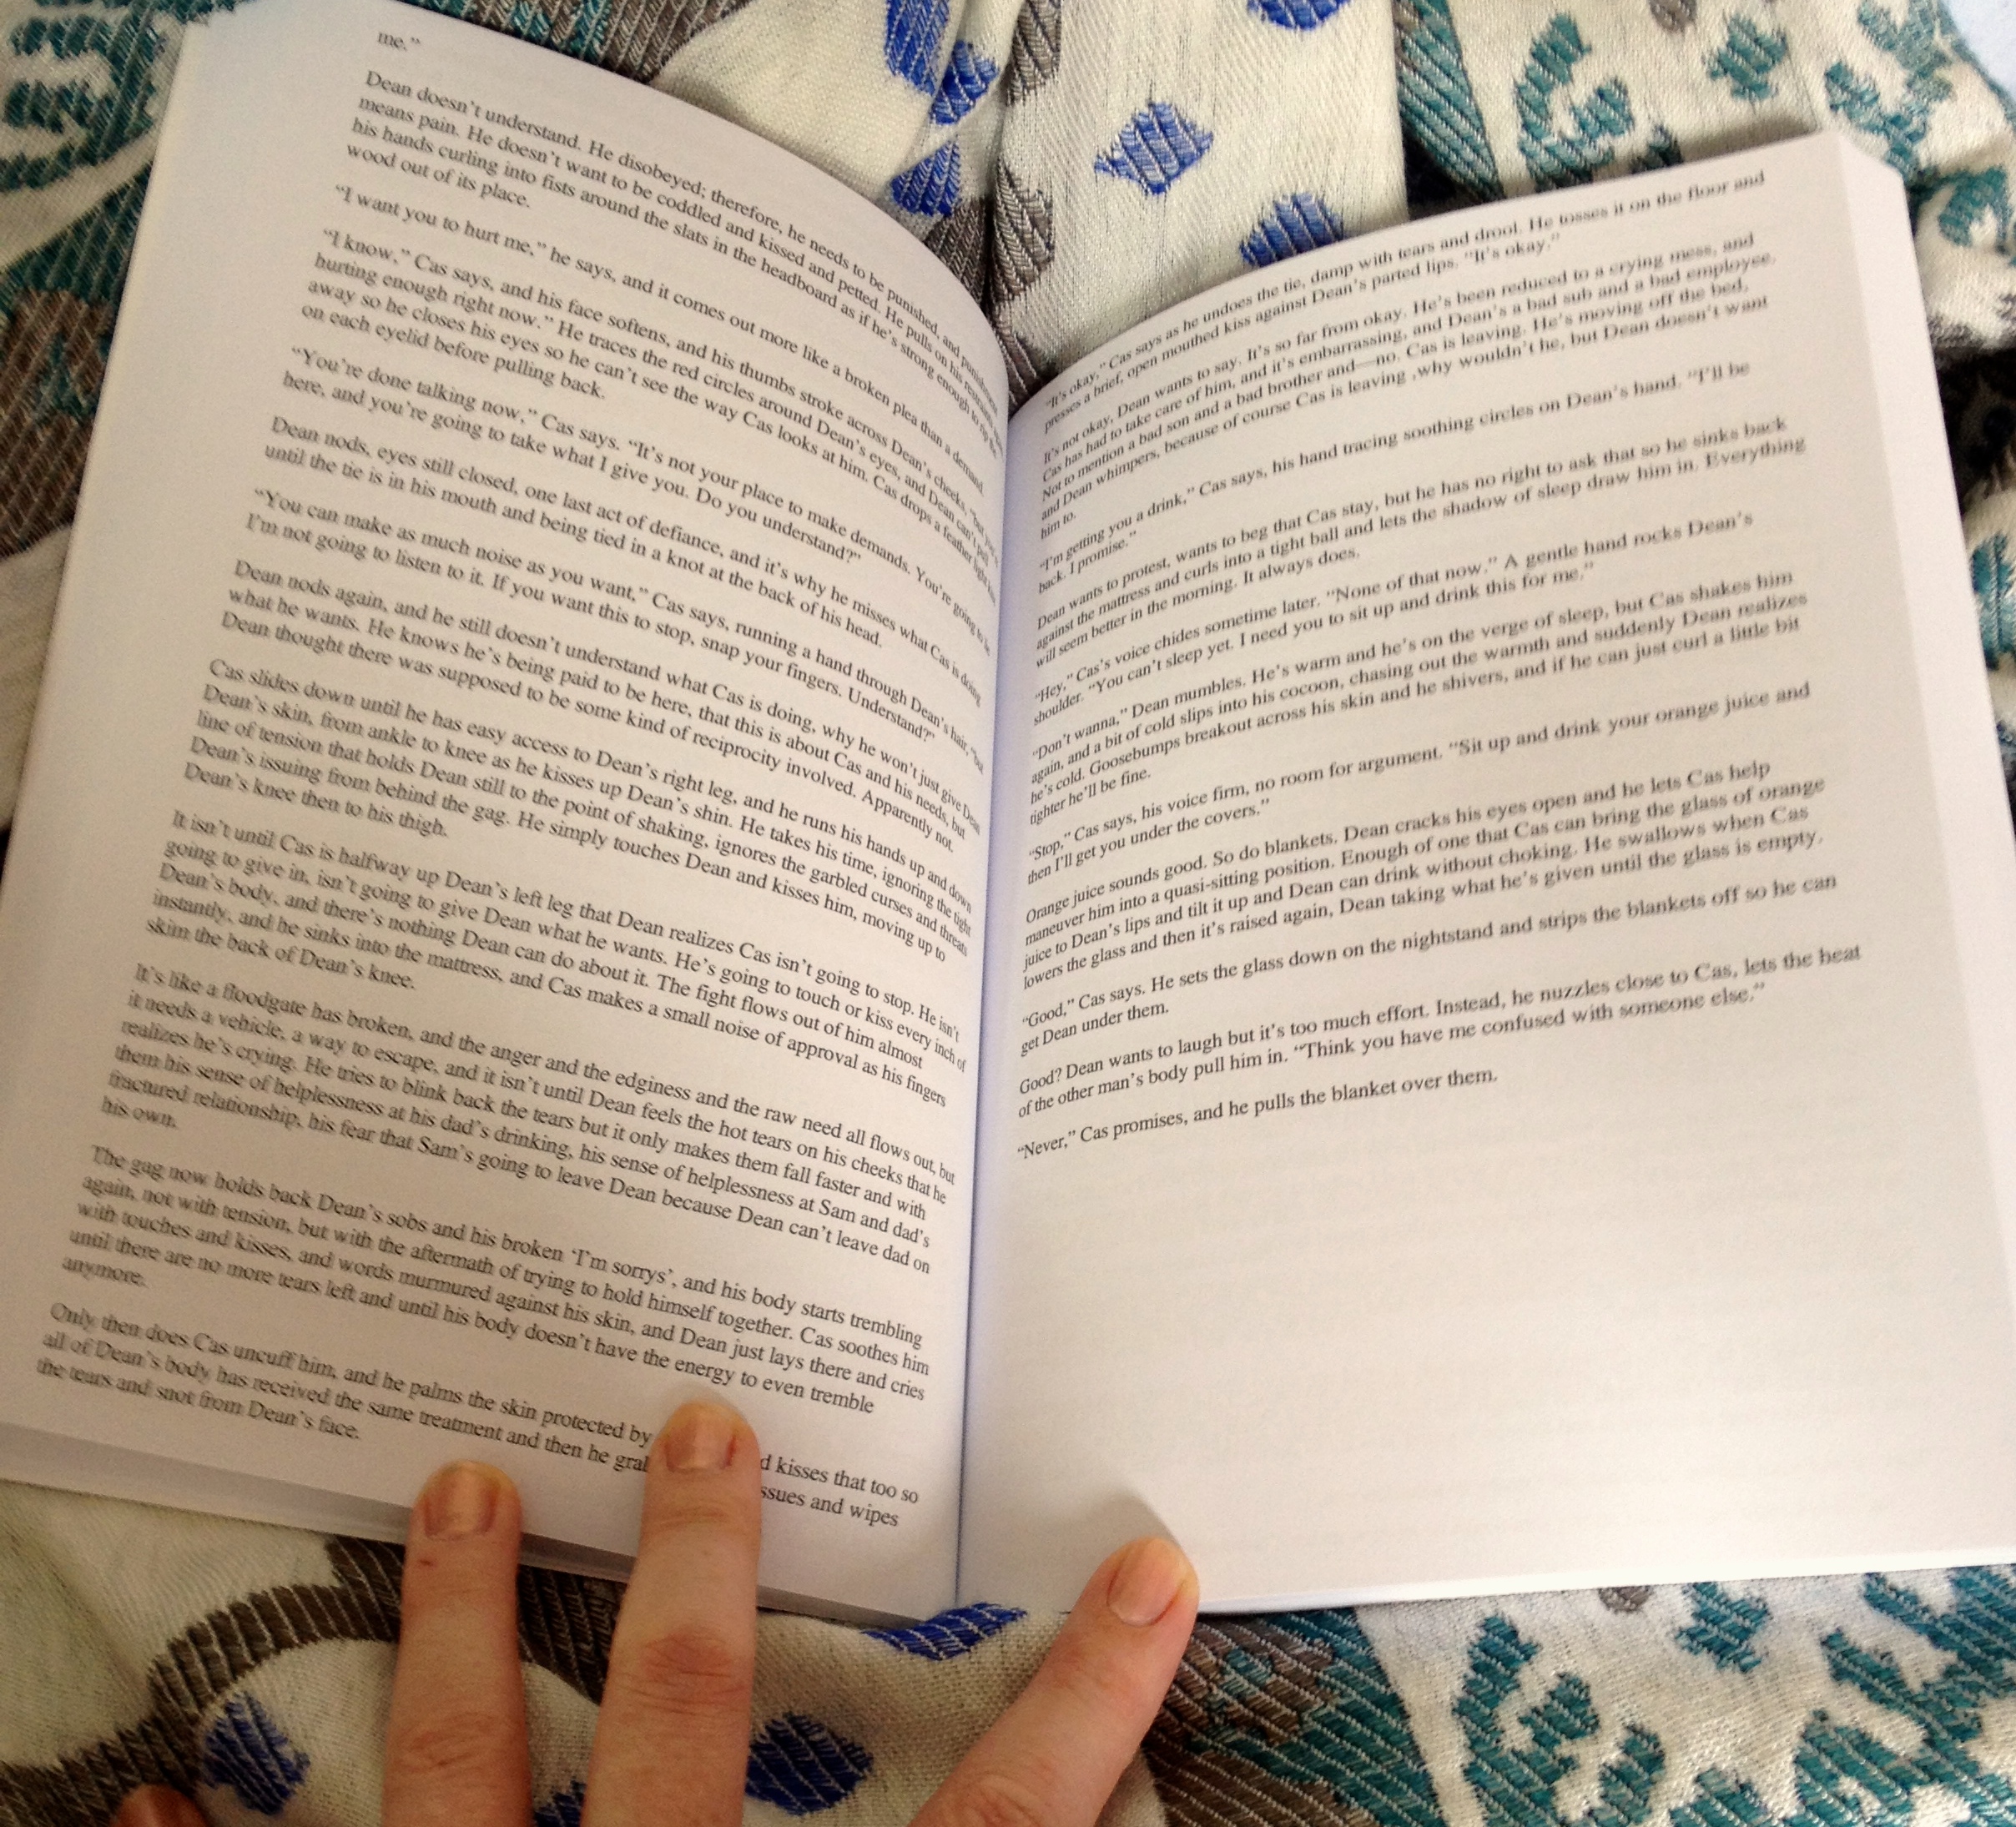 me."
Dean doesn't understand. He disobeyed; therefore, he needs to be punished, and punishment
means pain. He doesn't want to be coddled and kissed and petted. He pulls on his restraints
his hands curling into fists around the slats in the headboard as if he's strong enough to rip the
wood out of its place.
"I want you to hurt me," he says, and it comes out more like a broken plea than a demand.
"I know," Cas says, and his face softens, and his thumbs stroke across Dean's cheeks, "but you're
hurting enough right now." He traces the red circles around Dean's eyes, and Dean can't pull
away so he closes his eyes so he can't see the way Cas looks at him. Cas drops a feather light kiss
on each eyelid before pulling back.
"You're done talking now," Cas says. "It's not your place to make demands. You're going to lie
here, and you're going to take what I give you. Do you understand?"
Dean nods, eyes still closed, one last act of defiance, and it's why he misses what Cas is doing
until the tie is in his mouth and being tied in a knot at the back of his head.
"You can make as much noise as you want," Cas says, running a hand through Dean's hair, "but
I'm not going to listen to it. If you want this to stop, snap your fingers. Understand?"
Dean nods again, and he still doesn't understand what Cas is doing, why he won't just give Dean
what he wants. He knows he's being paid to be here, that this is about Cas and his needs, but
Dean thought there was supposed to be some kind of reciprocity involved. Apparently not.
Cas slides down until he has easy access to Dean's right leg, and he runs his hands up and down
Dean's skin, from ankle to knee as he kisses up Dean's shin. He takes his time, ignoring the tight
line of tension that holds Dean still to the point of shaking, ignores the garbled curses and threats
Dean's issuing from behind the gag. He simply touches Dean and kisses him, moving up to
Dean's knee then to his thigh.
It isn't until Cas is halfway up Dean's left leg that Dean realizes Cas isn't going to stop. He isn't
going to give in, isn't going to give Dean what he wants. He's going to touch or kiss every inch of
Dean's body, and there's nothing Dean can do about it. The fight flows out of him almost
instantly, and he sinks into the mattress, and Cas makes a small noise of approval as his fingers
skim the back of Dean's knee.
It's like a floodgate has broken, and the anger and the edginess and the raw need all flows out, but
it needs a vehicle, a way to escape, and it isn't until Dean feels the hot tears on his cheeks that he
realizes he's crying. He tries to blink back the tears but it only makes them fall faster and with
them his sense of helplessness at his dad's drinking, his sense of helplessness at Sam and dad's
fractured relationship, his fear that Sam's going to leave Dean because Dean can't leave dad on
his own.
The gag now holds back Dean's sobs and his broken 'I'm sorrys', and his body starts trembling
again, not with tension, but with the aftermath of trying to hold himself together. Cas soothes him
with touches and kisses, and words murmured against his skin, and Dean just lays there and cries
until there are no more tears left and until his body doesn't have the energy to even tremble
anymore.
Only then does Cas uncuff him, and he palms the skin protected by d kisses that too so
all of Dean's body has received the same treatment and then he gral ssues and wipes
the tears and snot from Dean's face.
"It's okay," Cas says as he undoes the tie, damp with tears and drool. He tosses it on the floor and
presses a brief, open mouthed kiss against Dean's parted lips. "It's okay."
It's not okay, Dean wants to say. It's so far from okay. He's been reduced to a crying mess, and
Cas has had to take care of him, and it's embarrassing, and Dean's a bad sub and a bad employee.
Not to mention a bad son and a bad brother and—no. Cas is leaving. He's moving off the bed,
and Dean whimpers, because of course Cas is leaving ,why wouldn't he, but Dean doesn't want
him to.
"I'm getting you a drink," Cas says, his hand tracing soothing circles on Dean's hand. "I'll be
back. I promise."
Dean wants to protest, wants to beg that Cas stay, but he has no right to ask that so he sinks back
against the mattress and curls into a tight ball and lets the shadow of sleep draw him in. Everything
will seem better in the morning. It always does.
"Hey," Cas's voice chides sometime later. "None of that now." A gentle hand rocks Dean's
shoulder. "You can't sleep yet. I need you to sit up and drink this for me."
"Don't wanna," Dean mumbles. He's warm and he's on the verge of sleep, but Cas shakes him
again, and a bit of cold slips into his cocoon, chasing out the warmth and suddenly Dean realizes
he's cold. Goosebumps breakout across his skin and he shivers, and if he can just curl a little bit
tighter he'll be fine.
"Stop," Cas says, his voice firm, no room for argument. "Sit up and drink your orange juice and
then I'll get you under the covers."
Orange juice sounds good. So do blankets. Dean cracks his eyes open and he lets Cas help
maneuver him into a quasi-sitting position. Enough of one that Cas can bring the glass of orange
juice to Dean's lips and tilt it up and Dean can drink without choking. He swallows when Cas
lowers the glass and then it's raised again, Dean taking what he's given until the glass is empty.
"Good," Cas says. He sets the glass down on the nightstand and strips the blankets off so he can
get Dean under them.
Good? Dean wants to laugh but it's too much effort. Instead, he nuzzles close to Cas, lets the heat
of the other man's body pull him in. "Think you have me confused with someone else."
"Never," Cas promises, and he pulls the blanket over them.